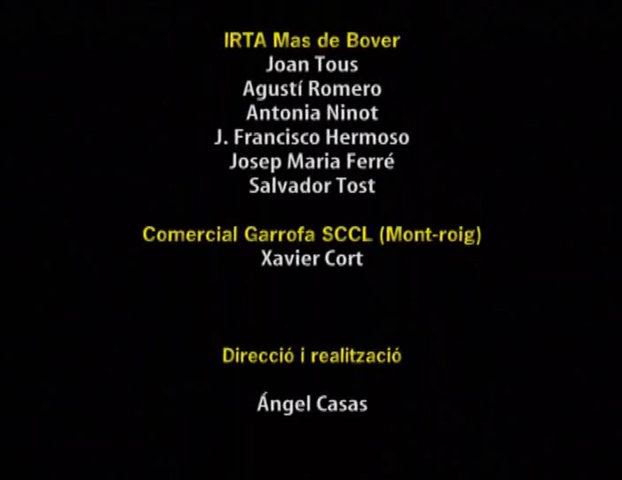 IRTA Mas de Bover
Joan Tous
Agustí Romero
Antonia Ninot
J. Francisco Hermoso
Josep Maria Ferré
Salvador Tost
Comercial Garrofa SCCL (Mont-roig)
Xavier Cort
Direcció i realització
Ángel Casas